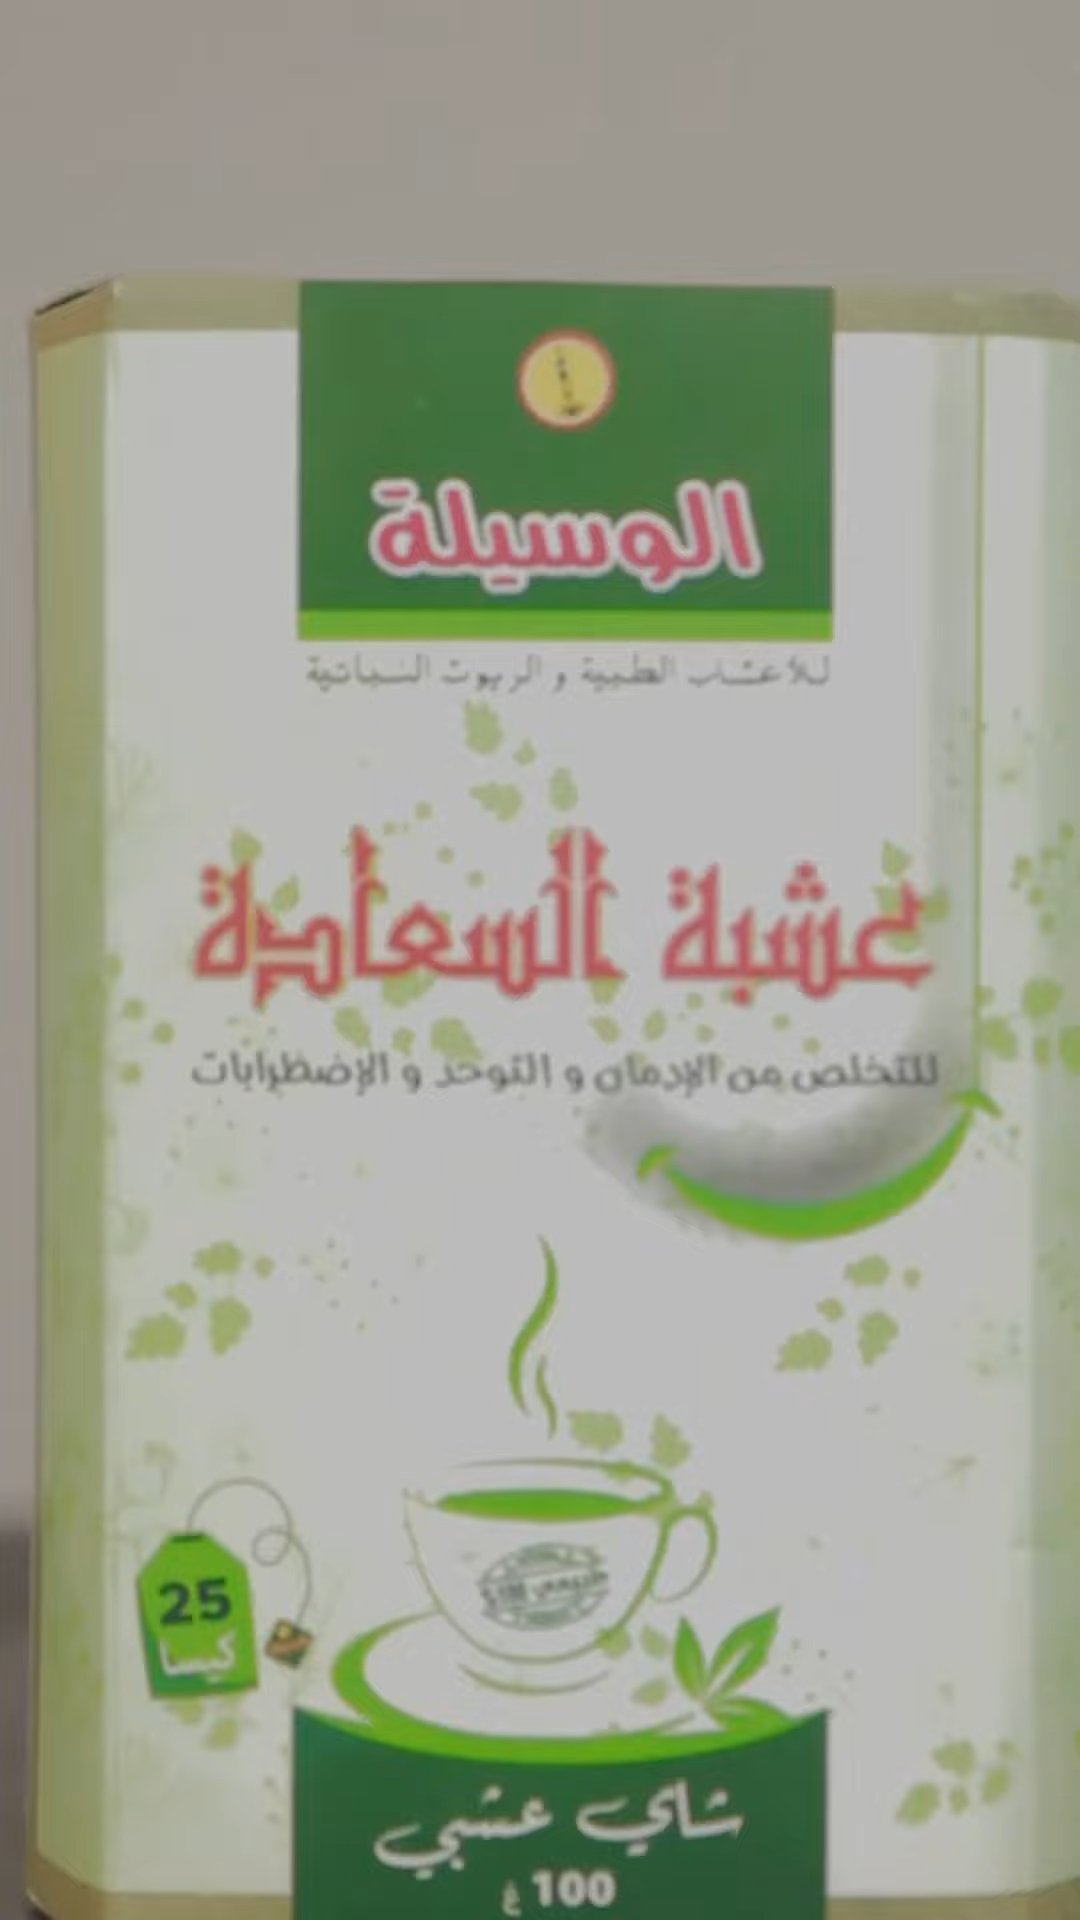 الوسيلة
للأعشاب الطبية و الزيوت النباتية
عشبة السعادة
للتخلص من الإدمان و التوحد و الإضطرابات
25
كيسا
شاي عشبي
100 غ